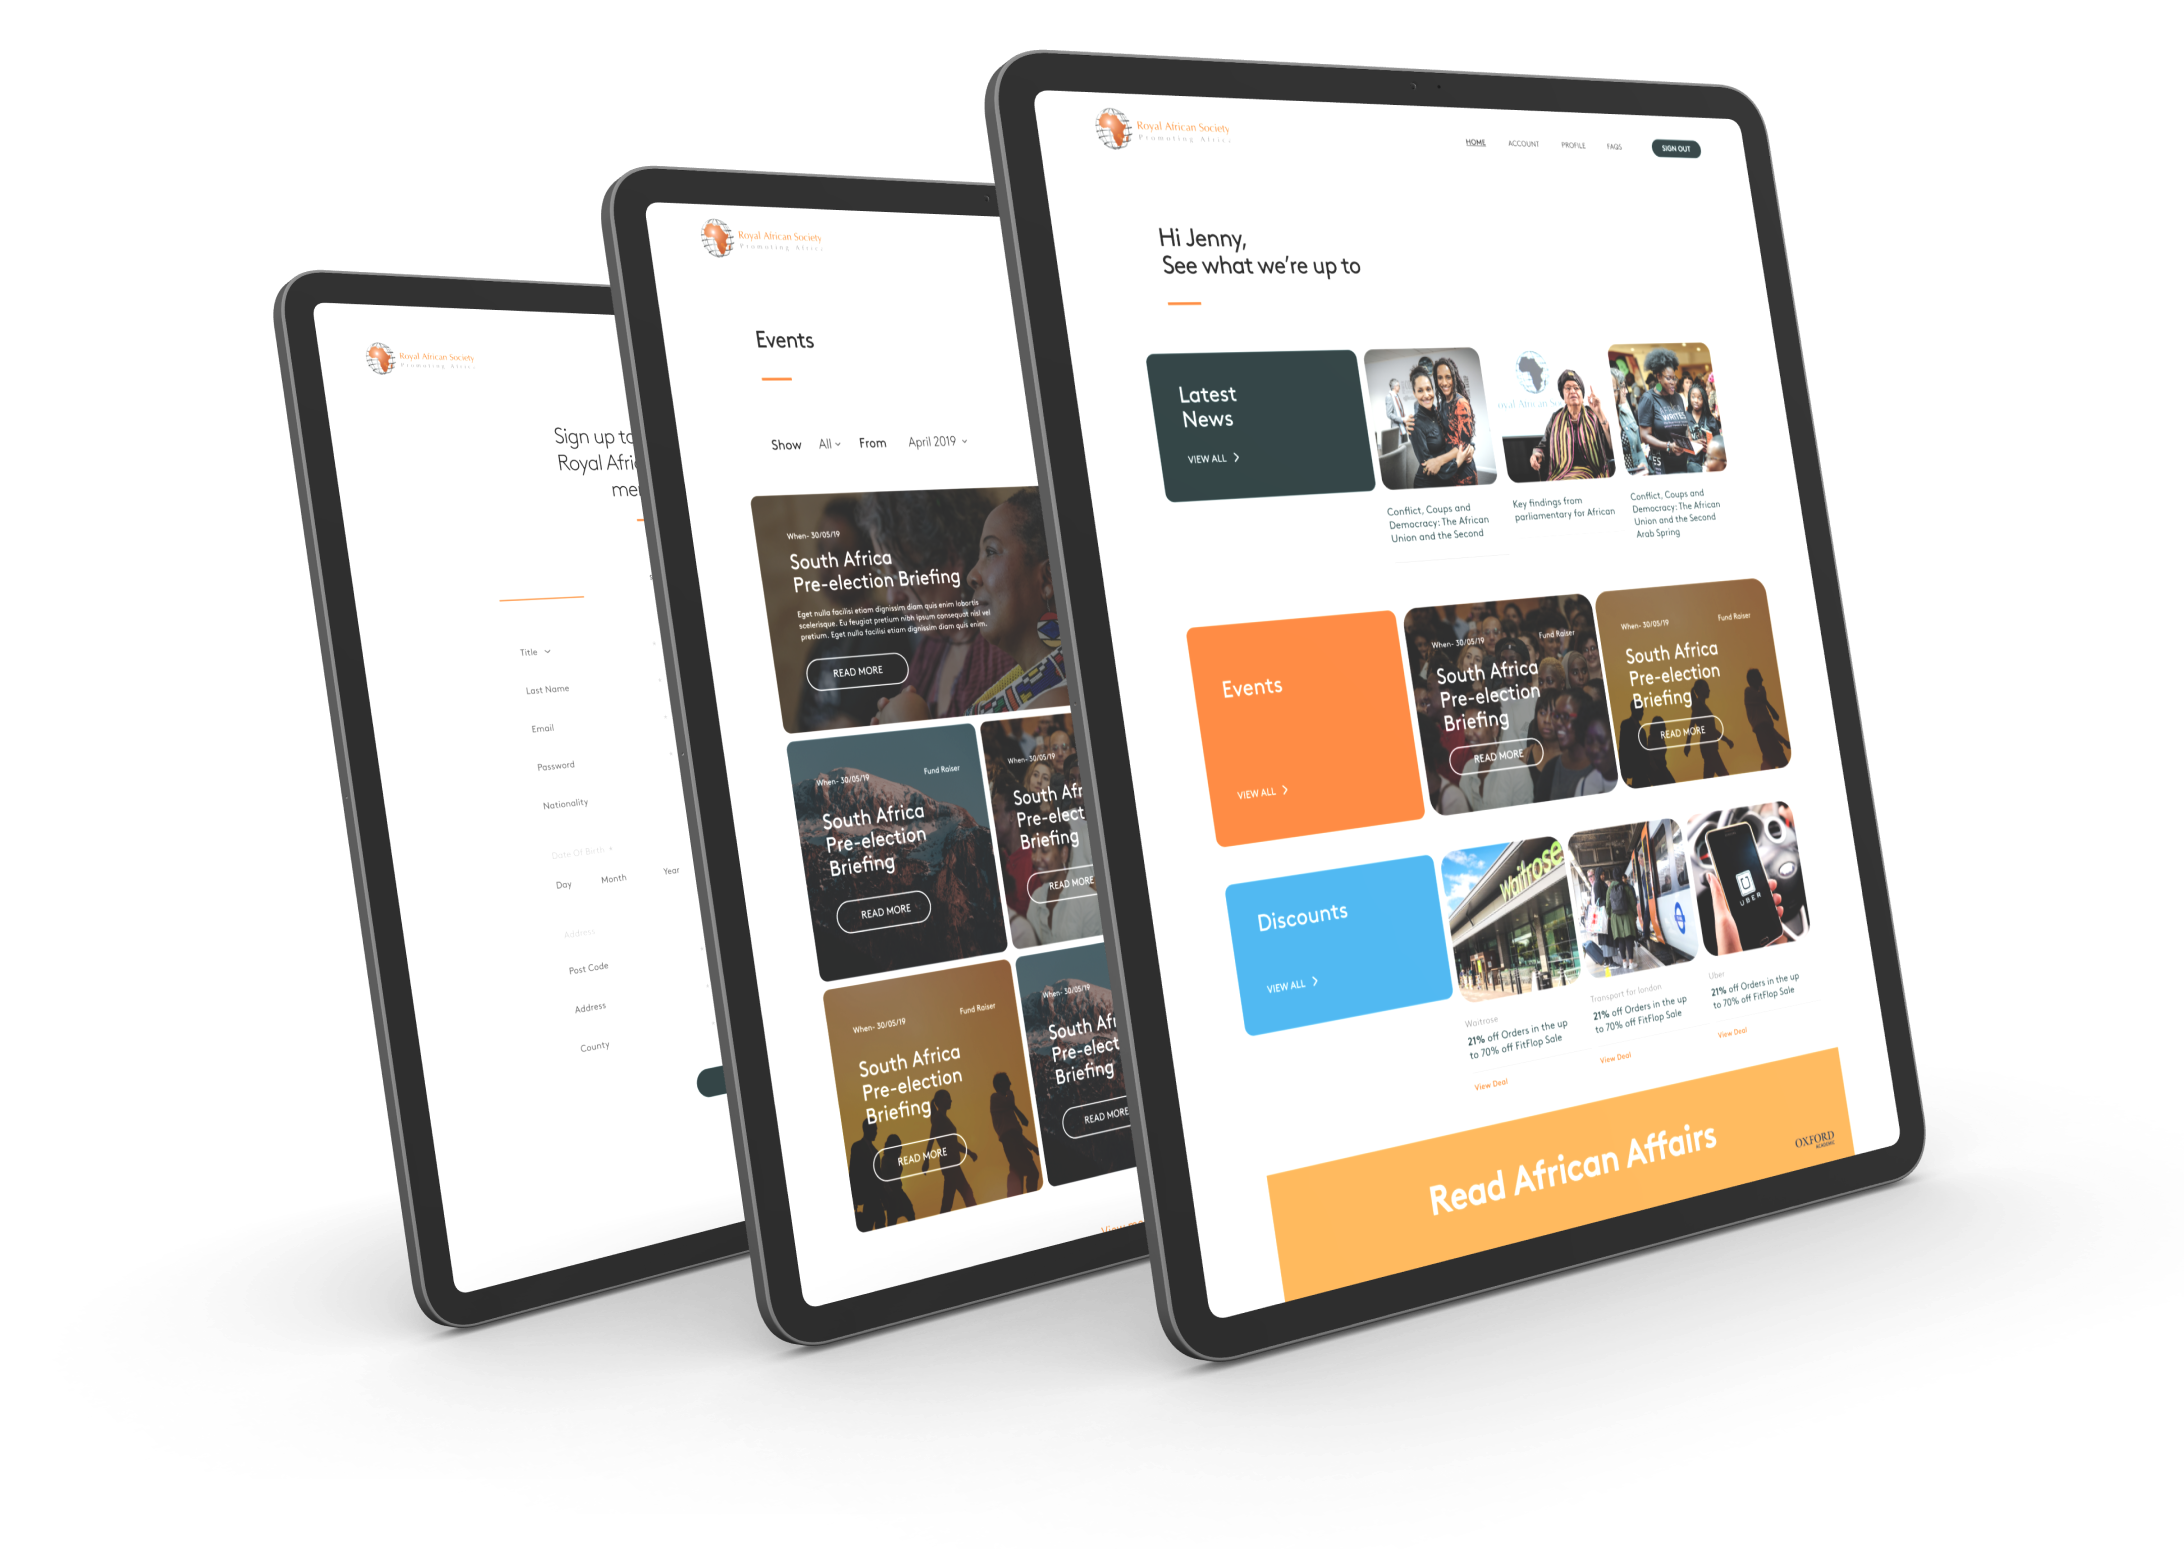 Royal African Society
Promoting Africa
Sign up to
Royal Afri
me
Title
Last Name
Email
Password
Nationality
Date Of Birth *
Day Month Year
Address
Post Code
Address
County
Royal African Society
Promoting Africa
Events
Show All From April 2019
When- 30/05/19
South Africa
Pre-election Briefing
Eget nulla facilisi etiam dignissim diam quis enim lobortis
scelerisque. Eu feugiat pretium nibh ipsum consequat nisl vel
pretium. Eget nulla facilisi etiam dignissim diam quis enim.
READ MORE
When- 30/05/19 Fund Raiser
South Africa
Pre-election
Briefing
READ MORE
When- 30/05/19
South Afr
Pre-elect
Briefing
READ MORE
When- 30/05/19 Fund Raiser
South Africa
Pre-election
Briefing
READ MORE
When- 30/05/19
South Afr
Pre-elect
Briefing
READ MORE
View mo
Royal African Society
Promoting Africa
HOME ACCOUNT PROFILE FAQS SIGN OUT
Hi Jenny,
See what we're up to
Latest
News
VIEW ALL
oyal African So
WRITES
ES
Conflict, Coups and
Democracy: The African
Union and the Second
Key findings from
parliamentary for African
Conflict, Coups and
Democracy: The African
Union and the Second
Arab Spring
Events
VIEW ALL
When- 30/05/19 Fund Raiser
South Africa
Pre-election
Briefing
READ MORE
When- 30/05/19 Fund Raiser
South Africa
Pre-election
Briefing
READ MORE
Discounts
VIEW ALL
Waitrose
UBER
Waitrose
21% off Orders in the up
to 70% off FitFlop Sale
View Deal
Transport for london
21% off Orders in the up
to 70% off FitFlop Sale
View Deal
Uber
21% off Orders in the up
to 70% off FitFlop Sale
View Deal
Read African Affairs
OXFORD
ACADEMIC